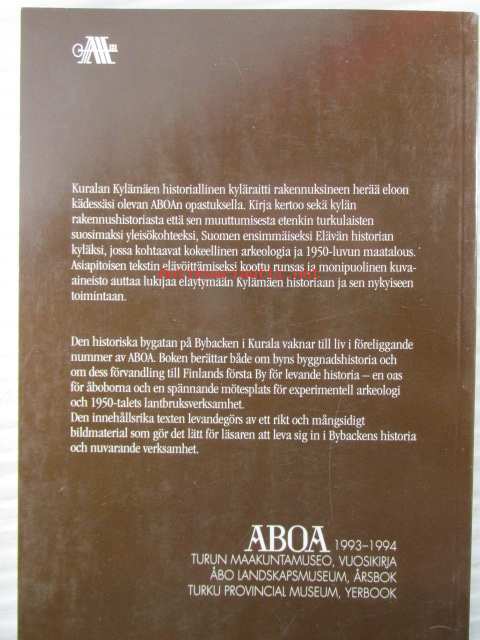 Kuralan Kylämäen historiallinen kyläraitti rakennuksineen herää eloon
kädessäsi olevan ABOAn opastuksella. Kirja kertoo sekä kylän
rakennushistoriasta että sen muuttumisesta etenkin turkulaisten
suosimaksi yleisökohteeksi, Suomen ensimmäiseksi Elävän historian
kyläksi, jossa kohtaavat kokeellinen arkeologia ja 1950-luvun maatalous.
Asiapitoisen tekstin elävöittämiseksi koottu runsas ja monipuolinen kuva-
aineisto auttaa lukijaa eläytymään Kylämäen historiaan ja sen nykyiseen
toimintaan.
Den historiska bygatan på Bybacken i Kurala vaknar till liv i föreliggande
nummer av ABOA. Boken berättar både om byns byggnadshistoria och
om dess förvandling till Finlands första By för levande historia – en oas
för åboborna och en spännande mötesplats för experimentell arkeologi
och 1950-talets lantbruksverksamhet.
Den innehållsrika texten levandegörs av ett rikt och mångsidigt
bildmaterial som gör det lätt för läsaren att leva sig in i Bybackens historia
och nuvarande verksamhet.
ABOA 1993–1994
TURUN MAAKUNTAMUSEO, VUOSIKIRJA
ÅBO LANDSKAPSMUSEUM, ÅRSBOK
TURKU PROVINCIAL MUSEUM, YERBOOK